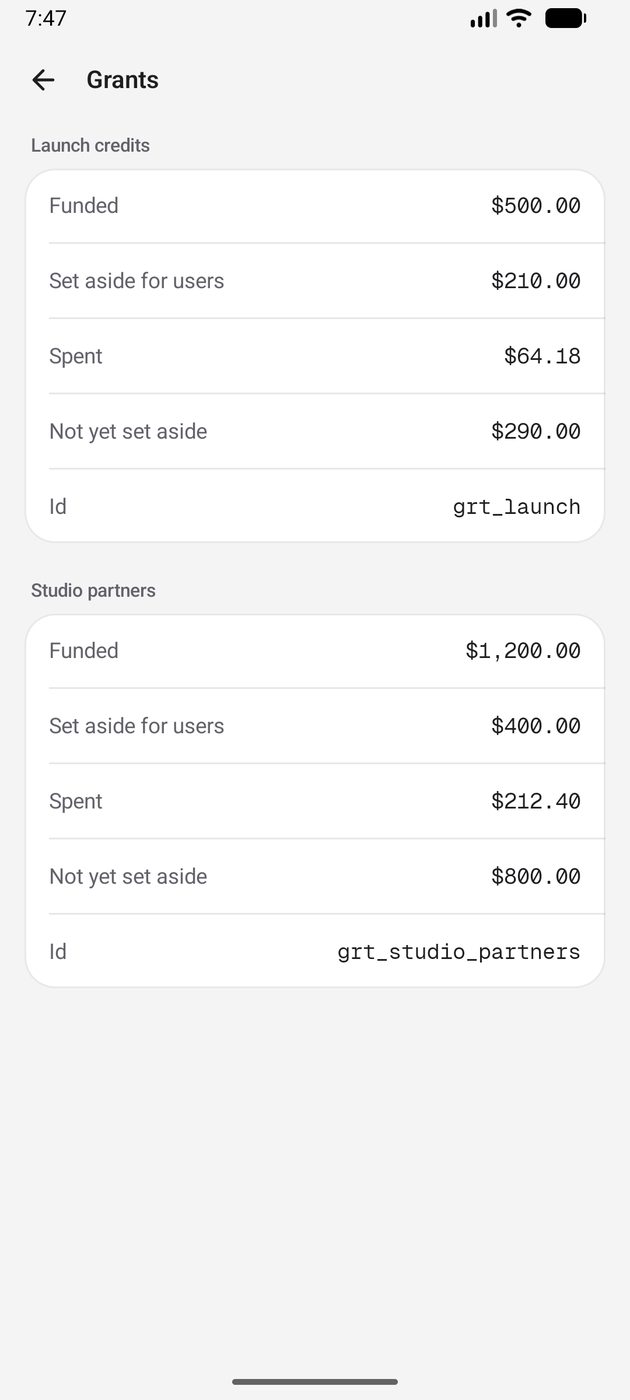 7:47
Grants
Launch credits
Funded $500.00
Set aside for users $210.00
Spent $64.18
Not yet set aside $290.00
Id grt_launch
Studio partners
Funded $1,200.00
Set aside for users $400.00
Spent $212.40
Not yet set aside $800.00
Id grt_studio_partners